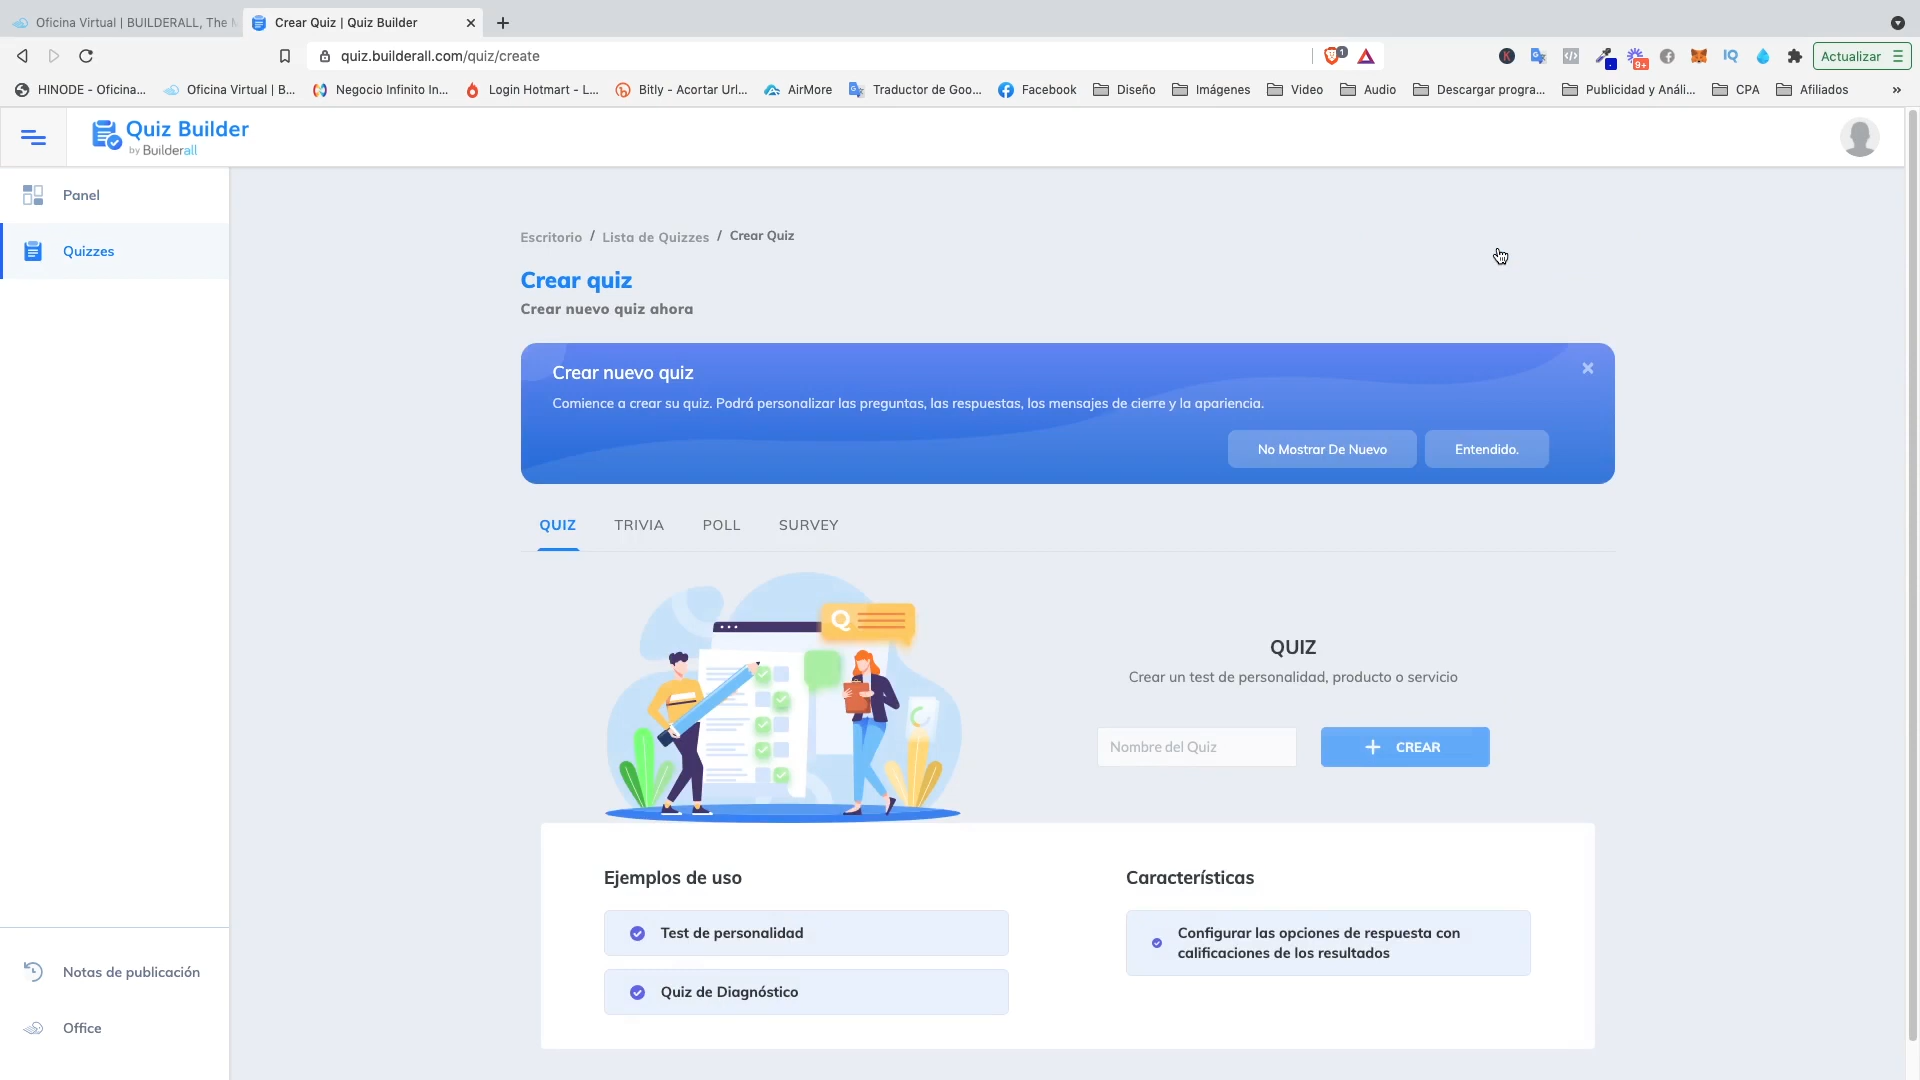 Oficina Virtual | BUILDERALL, The M
Crear Quiz | Quiz Builder
quiz.builderall.com/quiz/create
1
9+
IQ
Actualizar
HINODE - Oficina...
Oficina Virtual | B...
Negocio Infinito In...
Login Hotmart - L...
Bitly - Acortar Url...
AirMore
Traductor de Goo...
Facebook
Diseño
Imágenes
Video
Audio
Descargar progra...
Publicidad y Análi...
CPA
Afiliados
»
Quiz Builder
by Builderall
Panel
Quizzes
Escritorio / Lista de Quizzes / Crear Quiz
Crear quiz
Crear nuevo quiz ahora
Crear nuevo quiz
Comience a crear su quiz. Podrá personalizar las preguntas, las respuestas, los mensajes de cierre y la apariencia.
No Mostrar De Nuevo
Entendido.
QUIZ
TRIVIA
POLL
SURVEY
Q
QUIZ
Crear un test de personalidad, producto o servicio
Nombre del Quiz
+ CREAR
Ejemplos de uso
Test de personalidad
Quiz de Diagnóstico
Características
Configurar las opciones de respuesta con
calificaciones de los resultados
Notas de publicación
Office